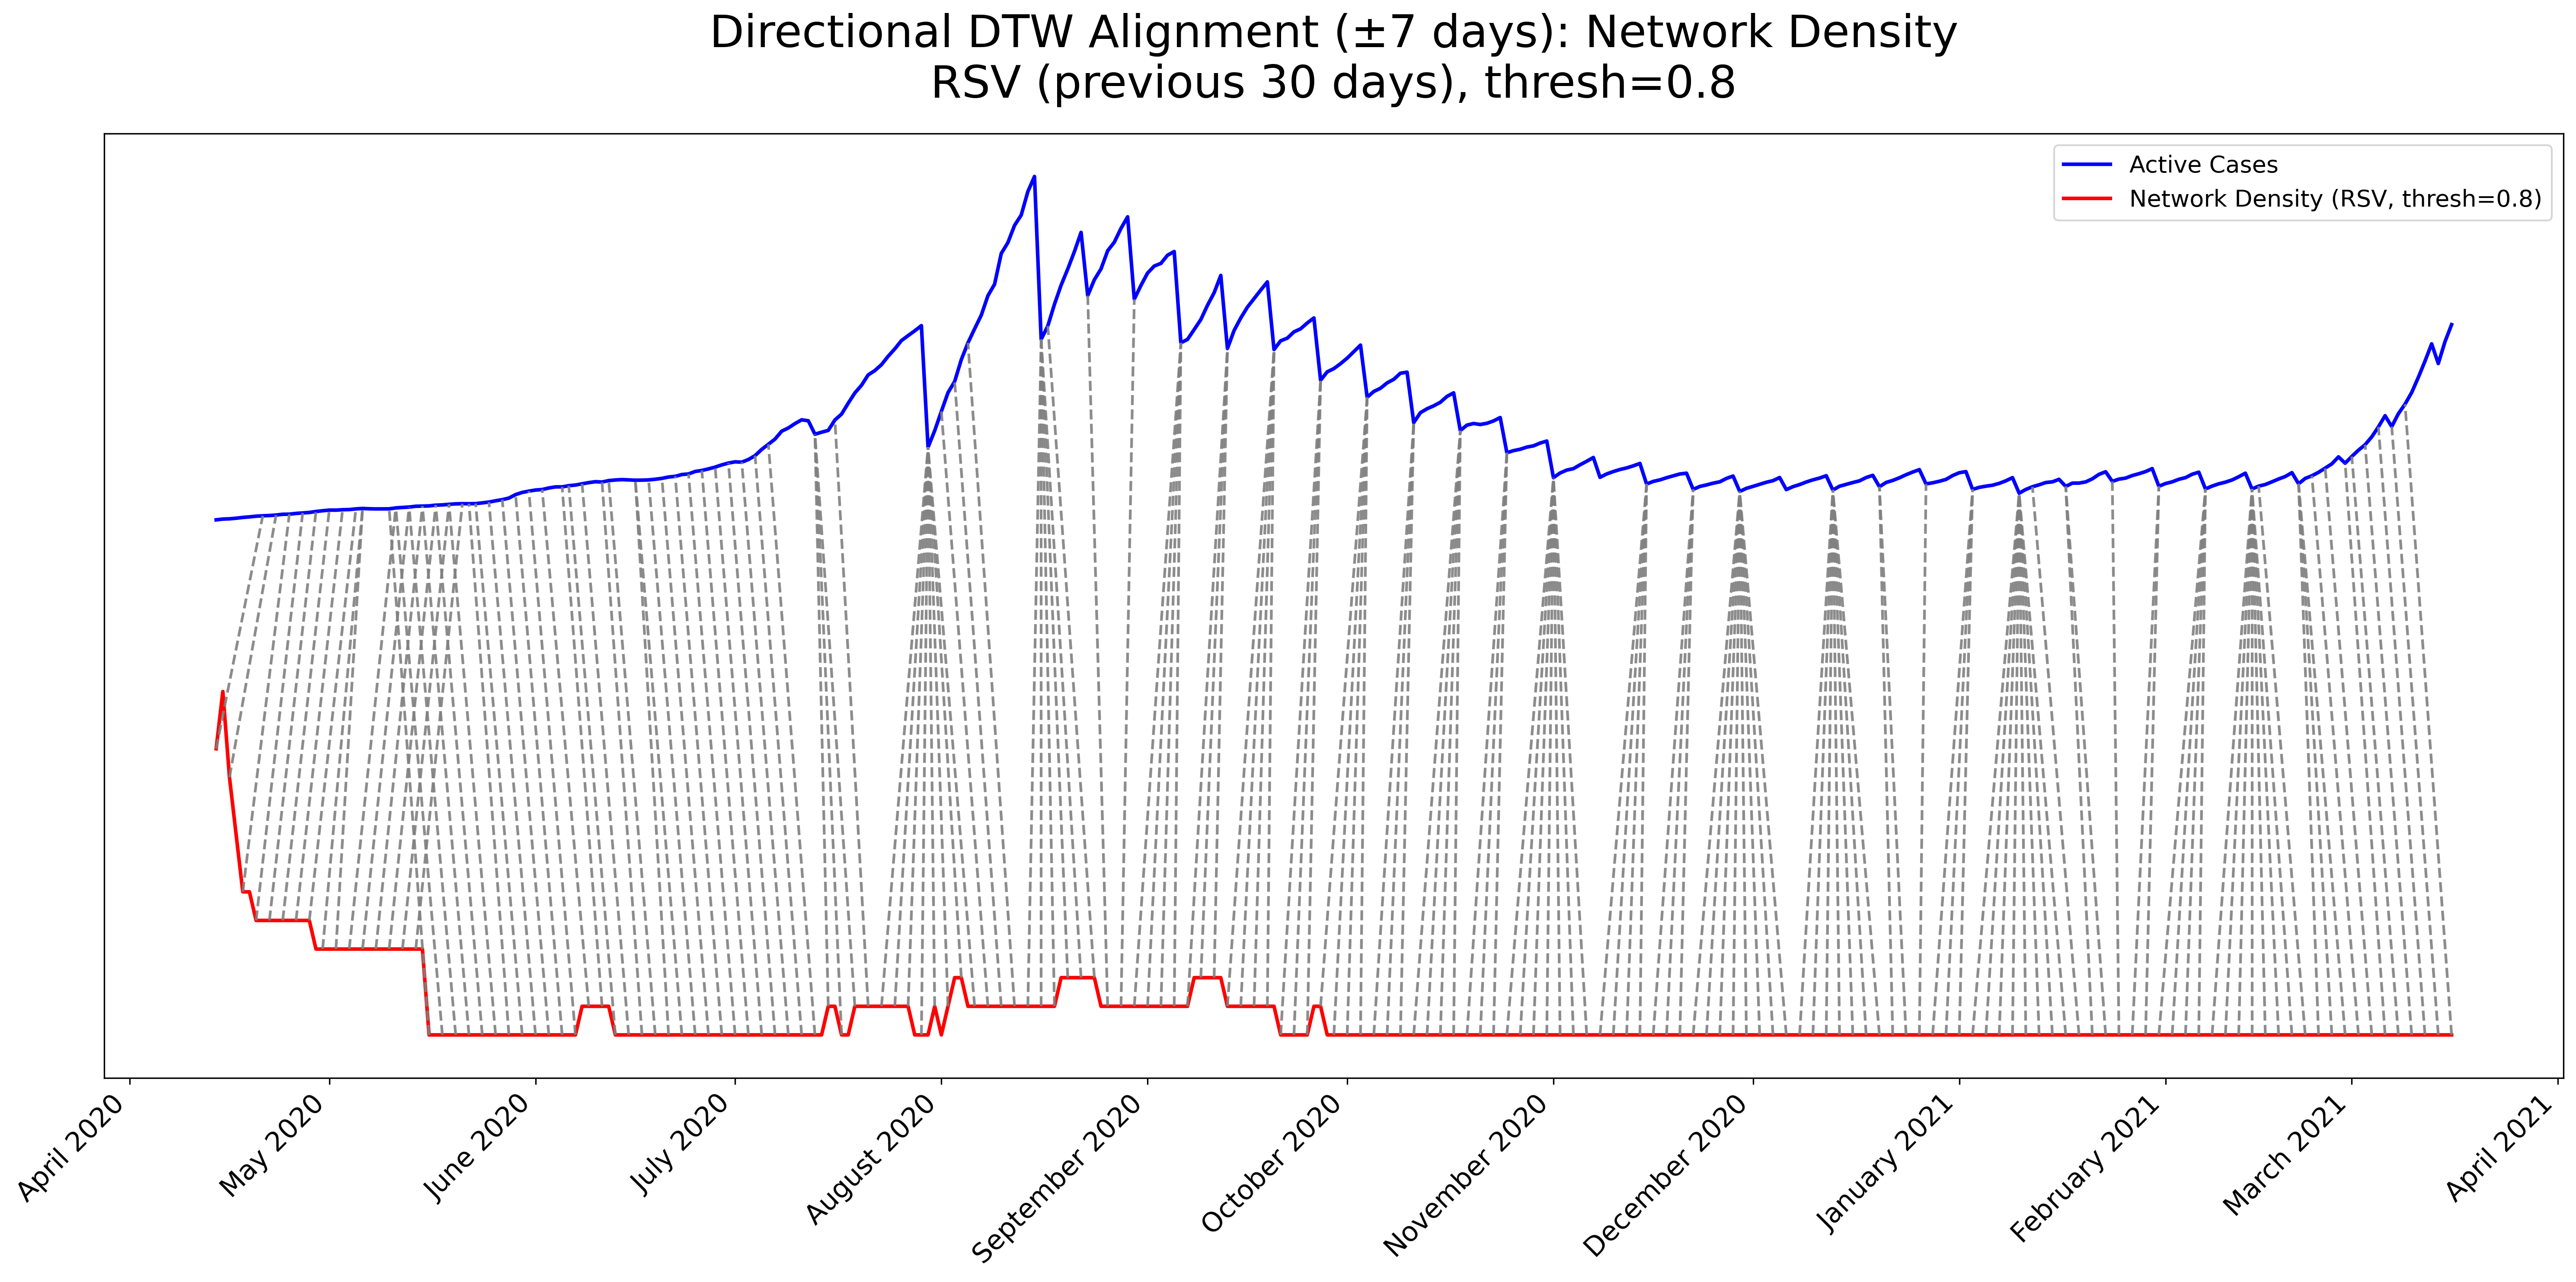 Directional DTW Alignment (±7 days): Network Density
RSV (previous 30 days), thresh=0.8
Active Cases
Network Density (RSV, thresh=0.8)
April 2020
May 2020
June 2020
July 2020
August 2020
September 2020
October 2020
November 2020
December 2020
January 2021
February 2021
March 2021
April 2021